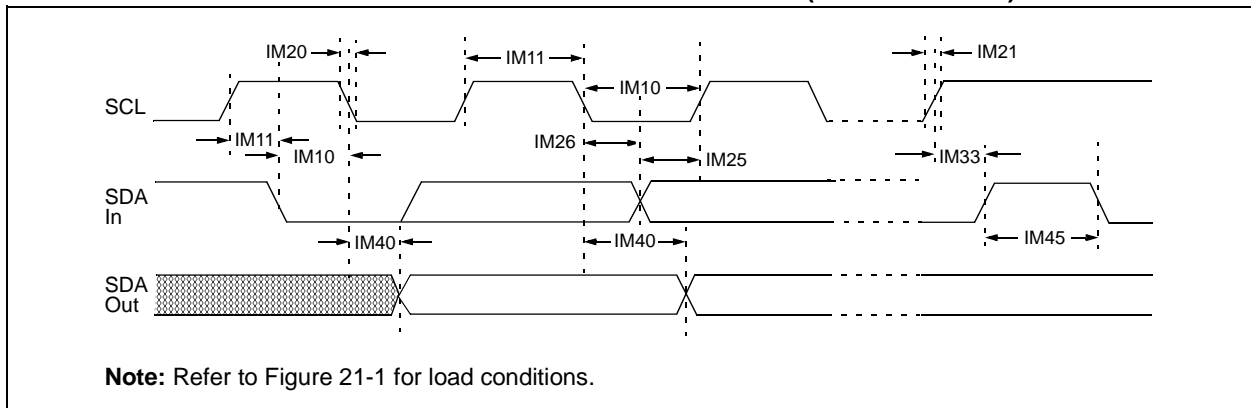 IM20
IM11
IM21
SCL
IM10
IM11
IM10
IM26
IM25
IM33
SDA
In
IM40
IM40
IM45
SDA
Out
Note: Refer to Figure 21-1 for load conditions.